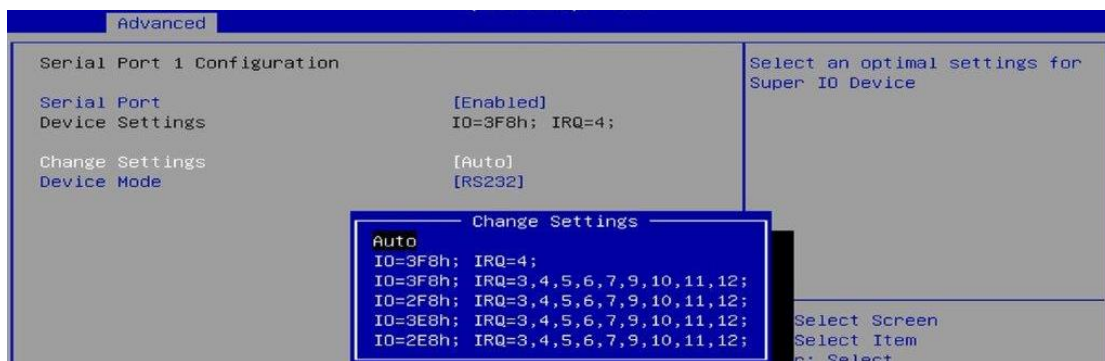 Advanced
Serial Port 1 Configuration
Select an optimal settings for
Super IO Device
Serial Port [Enabled]
Device Settings IO=3F8h; IRQ=4;
Change Settings [Auto]
Device Mode [RS232]
Change Settings
Auto
IO=3F8h; IRQ=4;
IO=3F8h; IRQ=3,4,5,6,7,9,10,11,12;
IO=2F8h; IRQ=3,4,5,6,7,9,10,11,12;
IO=3E8h; IRQ=3,4,5,6,7,9,10,11,12;
IO=2E8h; IRQ=3,4,5,6,7,9,10,11,12;
Select Screen
Select Item
Select